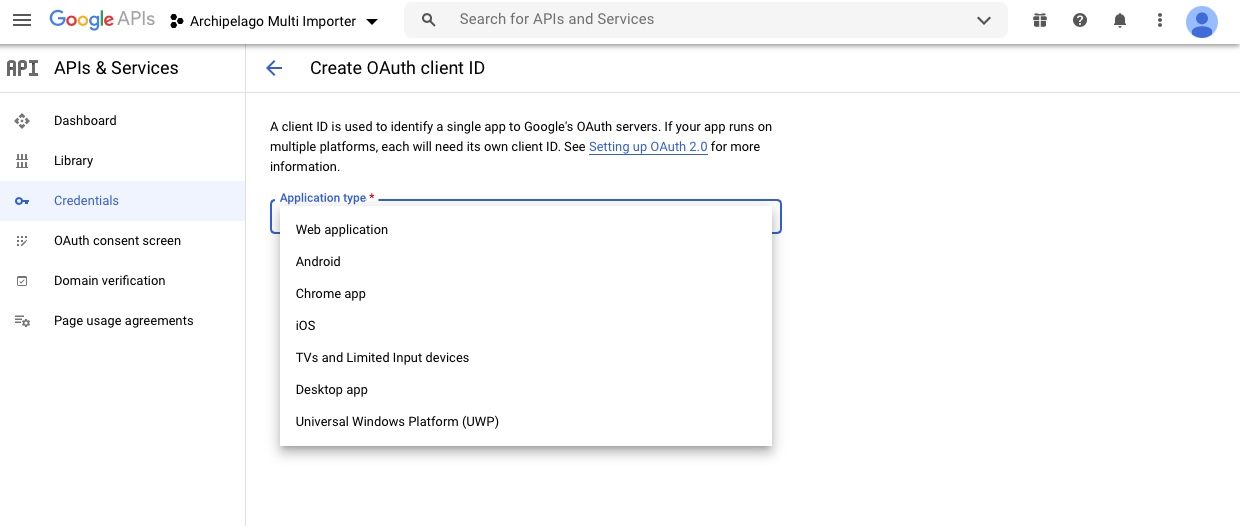 Google APIs
Archipelago Multi Importer
Search for APIs and Services
API
APIs & Services
Create OAuth client ID
Dashboard
Library
Credentials
OAuth consent screen
Domain verification
Page usage agreements
A client ID is used to identify a single app to Google's OAuth servers. If your app runs on
multiple platforms, each will need its own client ID. See Setting up OAuth 2.0 for more
information.
Application type *
Web application
Android
Chrome app
iOS
TVs and Limited Input devices
Desktop app
Universal Windows Platform (UWP)